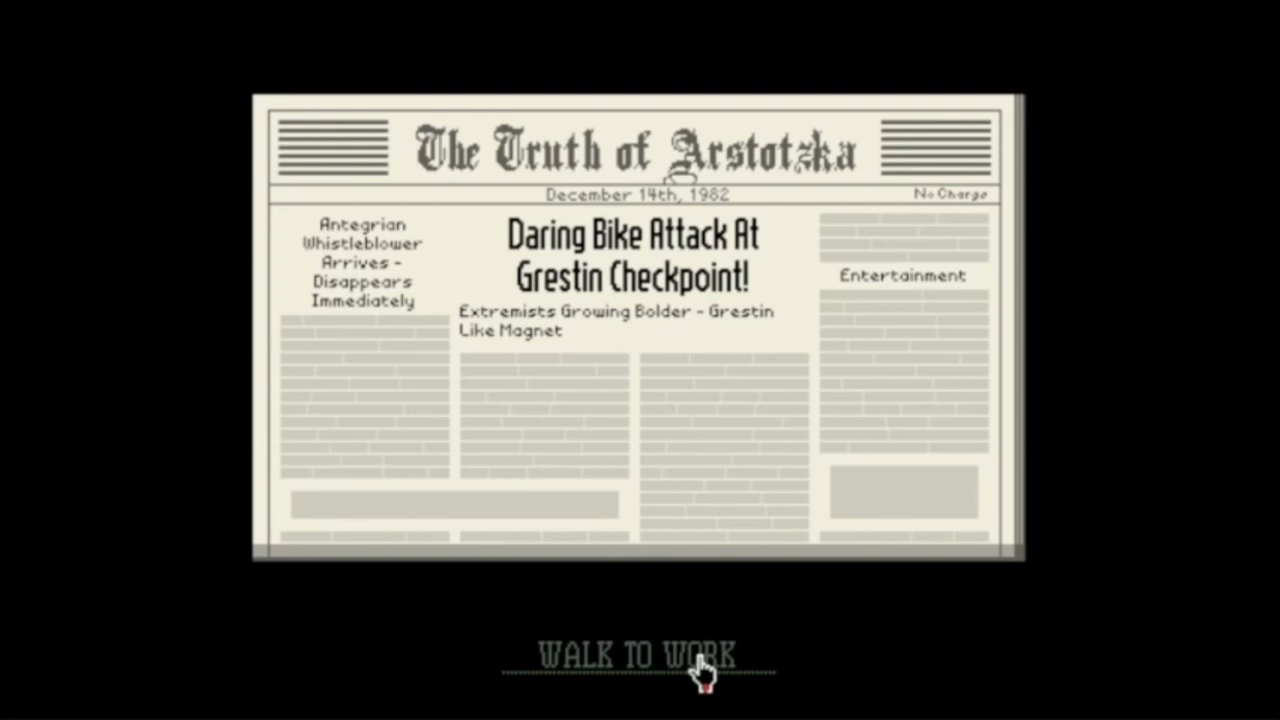 The Truth of Arstotzka
December 14th, 1982
No Charge
Antegrian
Whistleblower
Arrives -
Disappears
Immediately
Daring Bike Attack At
Grestin Checkpoint!
Extremists Growing Bolder - Grestin
Like Magnet
Entertainment
WALK TO WORK